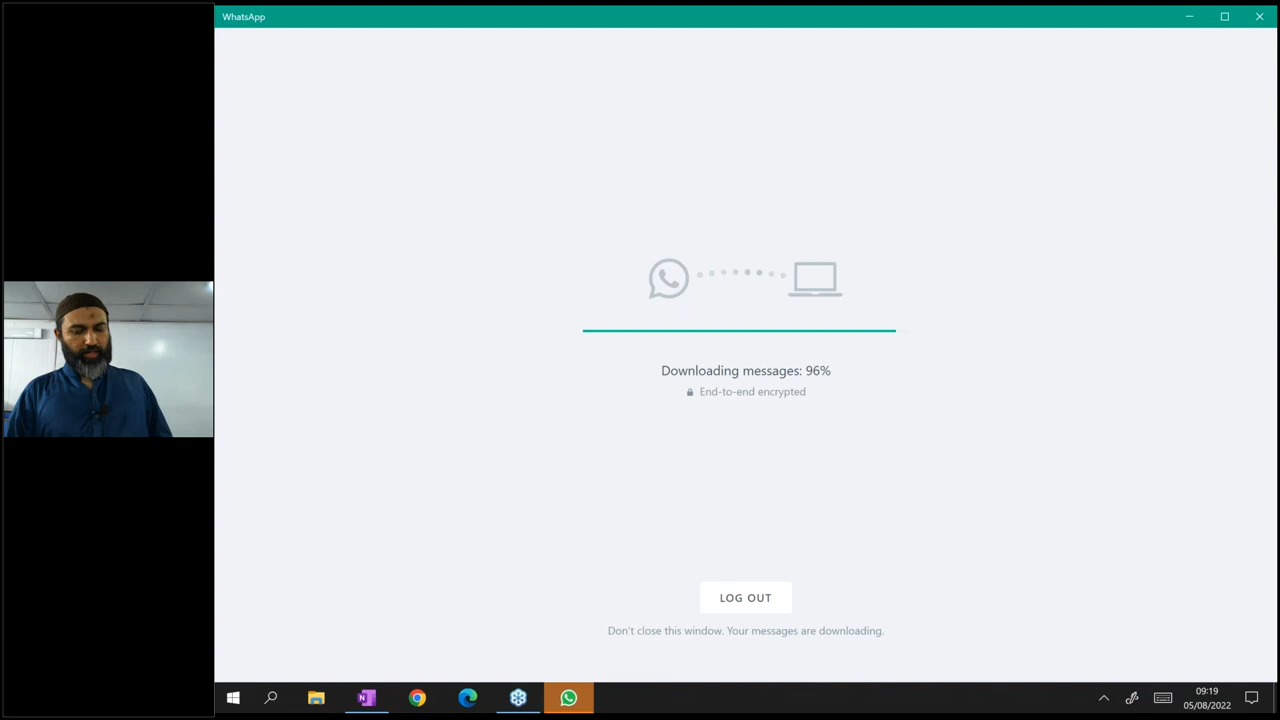 WhatsApp
Downloading messages: 96%
End-to-end encrypted
LOG OUT
Don't close this window. Your messages are downloading.
09:19
05/08/2022